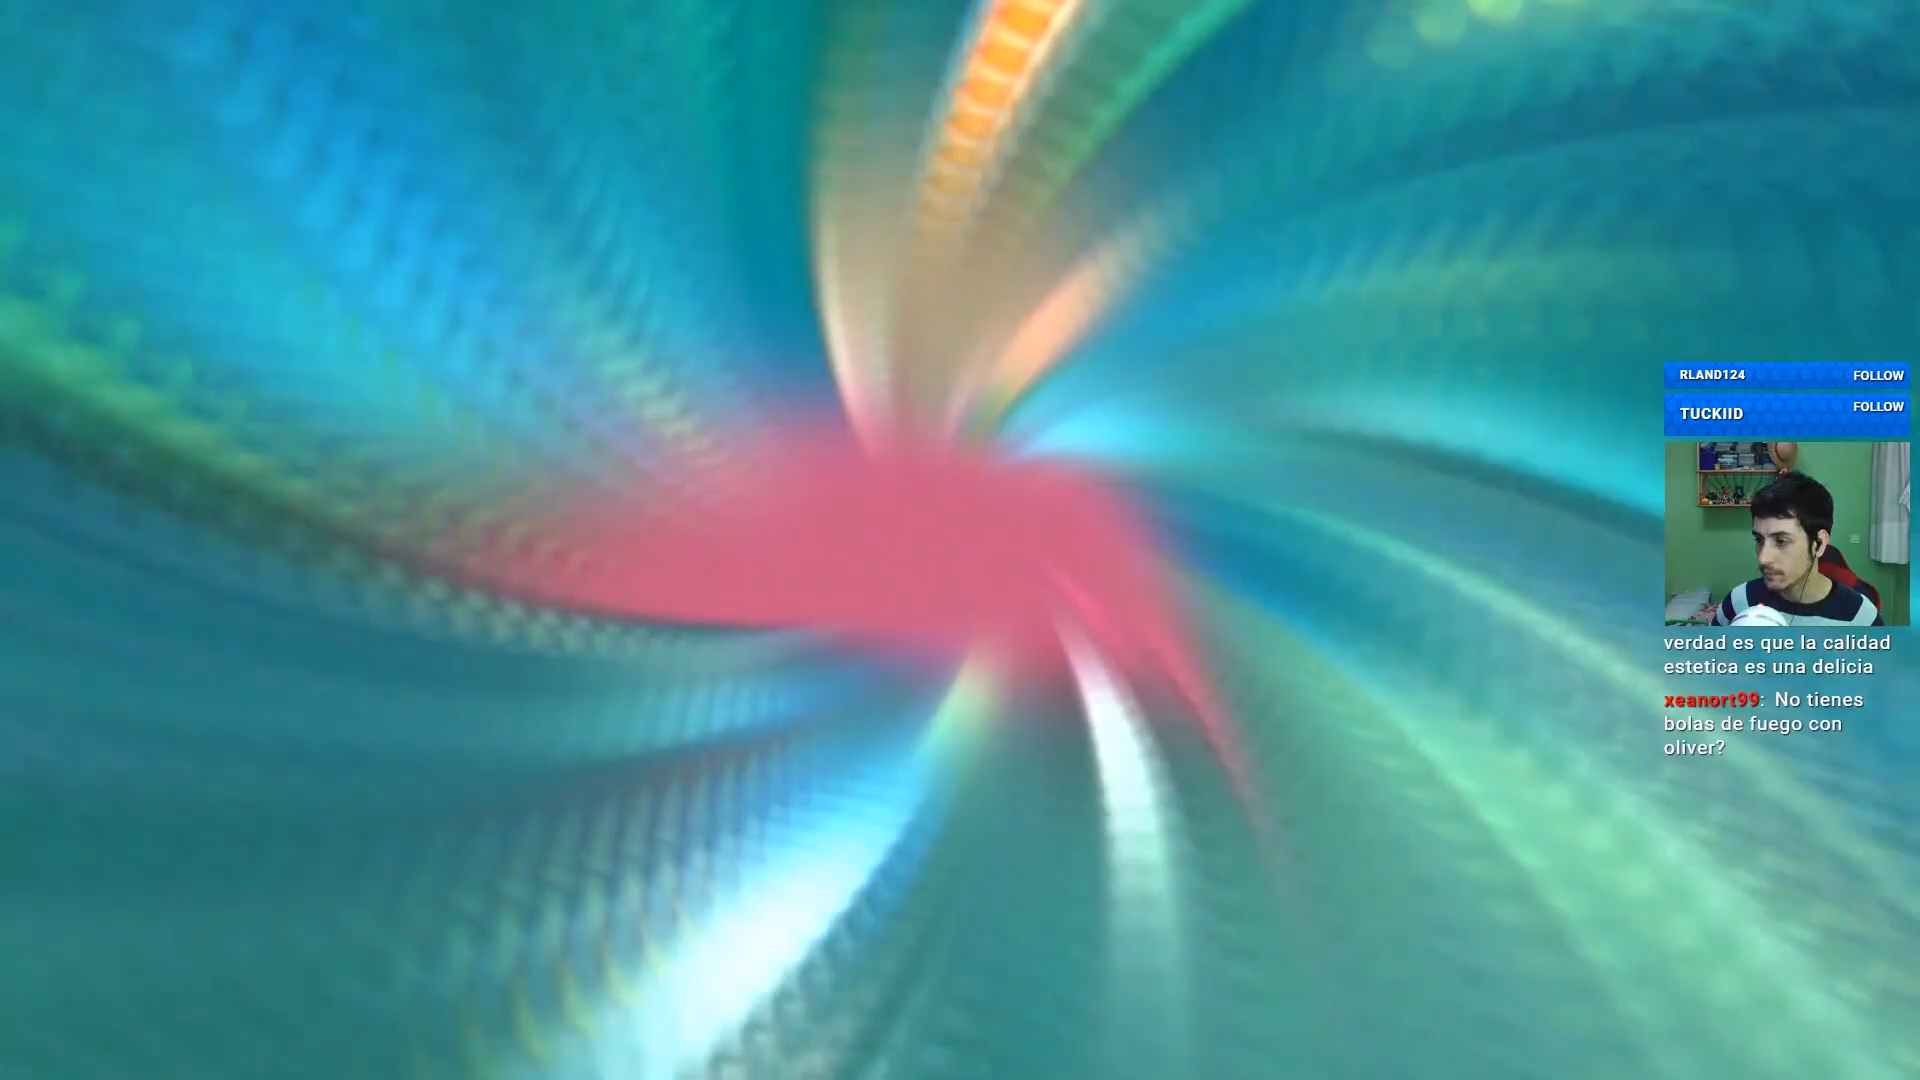 RLAND124 FOLLOW
TUCKIID FOLLOW
verdad es que la calidad
estetica es una delicia
xeanort99: No tienes
bolas de fuego con
oliver?